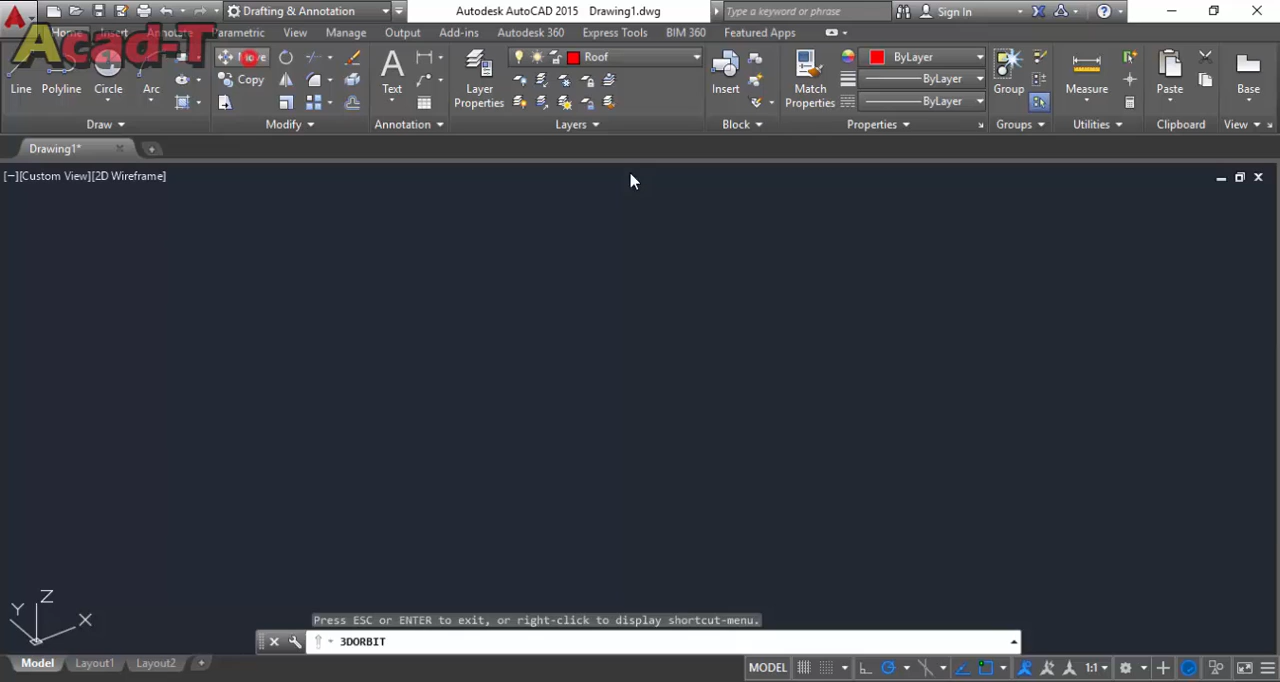 Drafting & Annotation
Autodesk AutoCAD 2015 Drawing1.dwg
Type a keyword or phrase
Sign In
Acad-T
Home Insert Annotate Parametric View Manage Output Add-ins Autodesk 360 Express Tools BIM 360 Featured Apps
Line
Polyline
Circle
Arc
Draw
Move
Copy
Modify
Text
Annotation
Layer
Properties
Roof
Layers
Insert
Block
Match
Properties
ByLayer
ByLayer
ByLayer
Properties
Group
Groups
Measure
Utilities
Paste
Clipboard
Base
View
Drawing1*
[−][Custom View][2D Wireframe]
Z
Y
X
Press ESC or ENTER to exit, or right-click to display shortcut-menu.
3DORBIT
Model Layout1 Layout2
MODEL
1:1